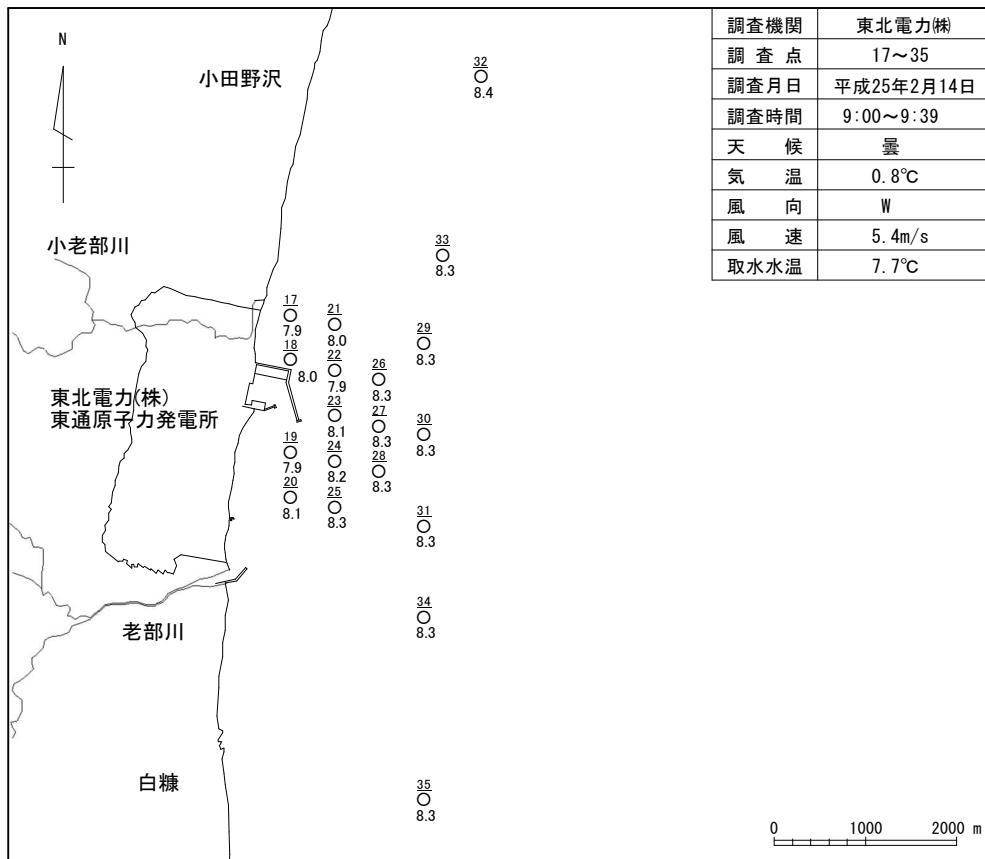 N
小田野沢
32
8.4
小老部川
33
8.3
17
7.9
21
8.0
29
8.3
18
8.0
22
7.9
26
8.3
東北電力(株)
東通原子力発電所
23
8.1
27
8.3
30
8.3
19
7.9
24
8.2
28
8.3
20
8.1
25
8.3
31
8.3
34
8.3
老部川
白糠
35
8.3
調査機関 東北電力㈱
調査点 17～35
調査月日 平成25年2月14日
調査時間 9:00～9:39
天候 曇
気温 0.8℃
風向 W
風速 5.4m/s
取水水温 7.7℃
0 1000 2000 m